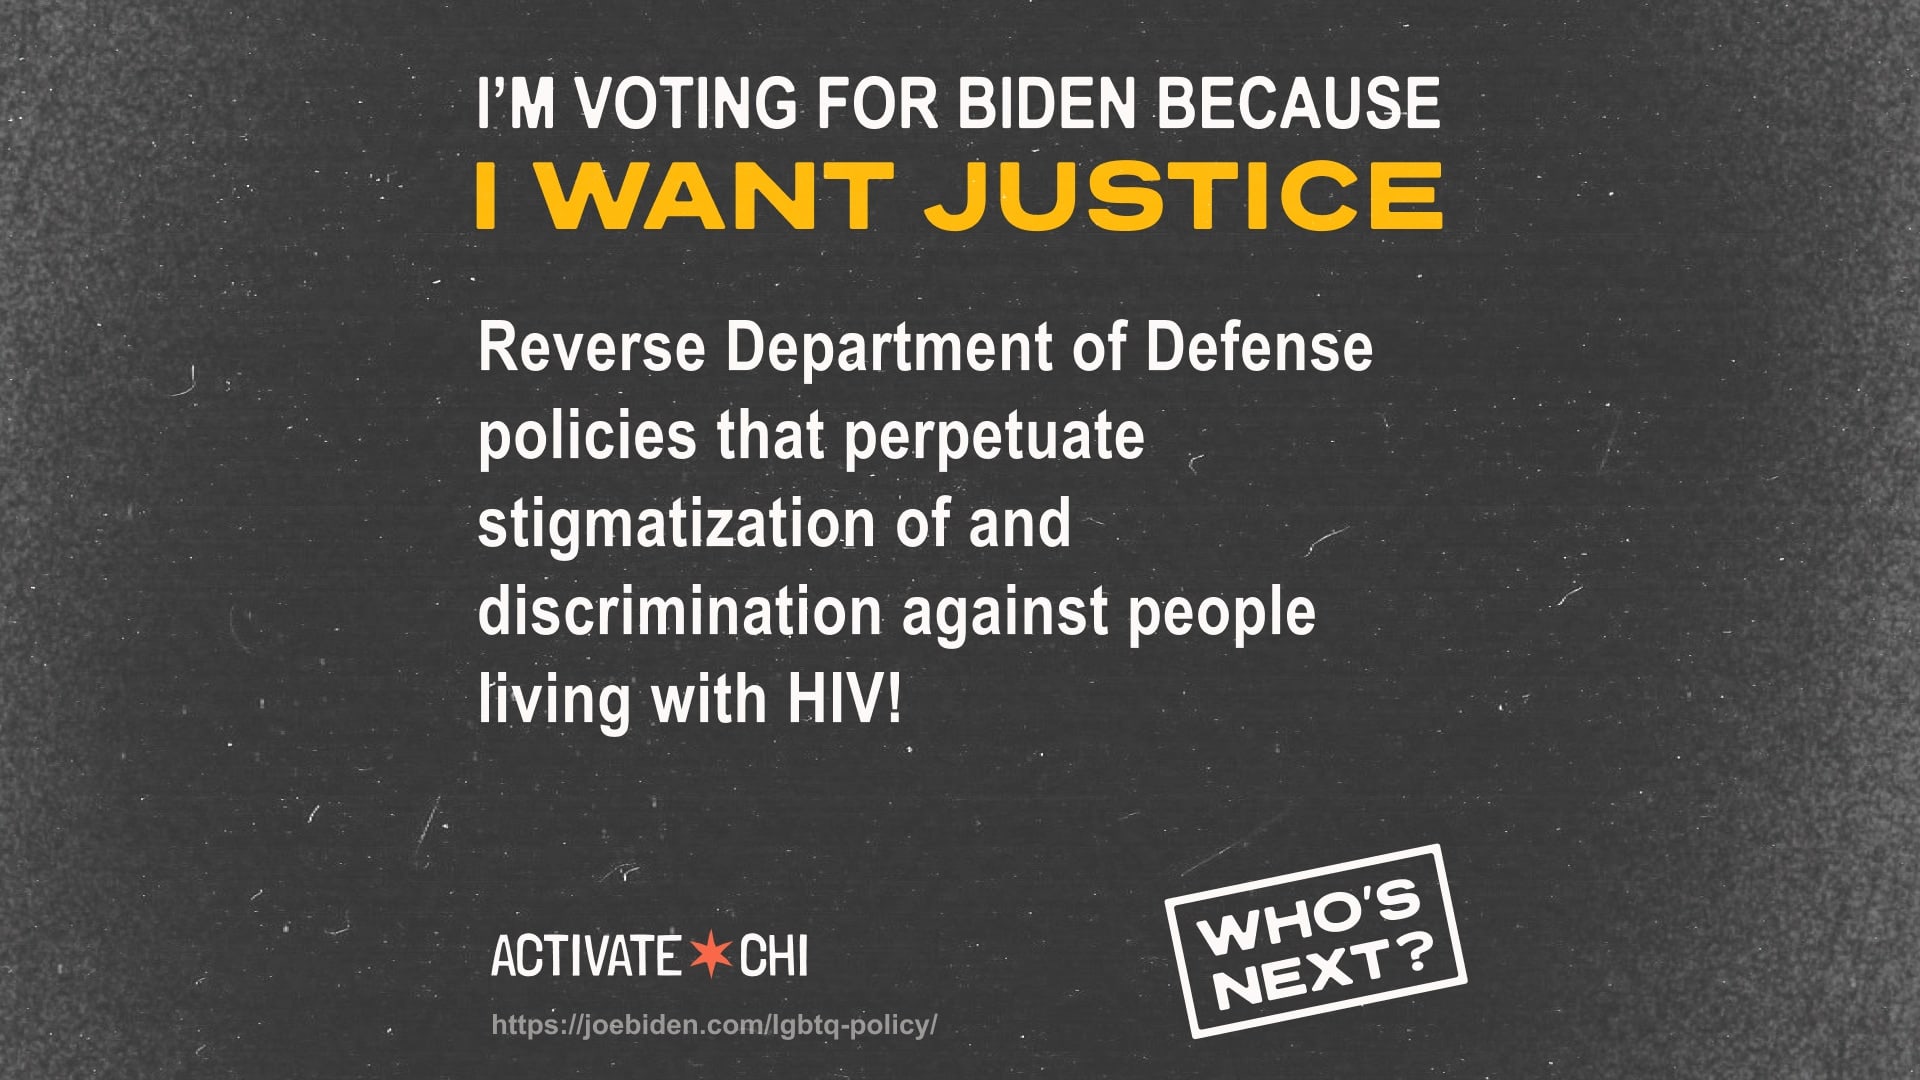 I’M VOTING FOR BIDEN BECAUSE
I WANT JUSTICE
Reverse Department of Defense
policies that perpetuate
stigmatization of and
discrimination against people
living with HIV!
ACTIVATE CHI
https://joebiden.com/lgbtq-policy/
WHO'S
NEXT?